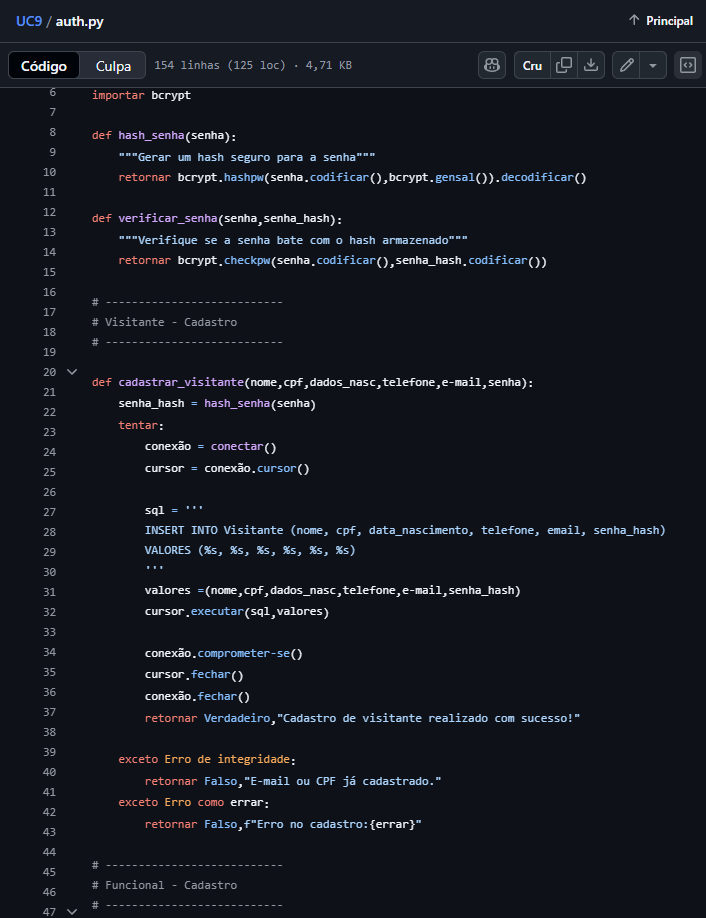 UC9 / auth.py
Principal
Código Culpa 154 linhas (125 loc) · 4,71 KB Cru
6 importar bcrypt
7
8 def hash_senha(senha):
9 """Gerar um hash seguro para a senha"""
10 retornar bcrypt.hashpw(senha.codificar(),bcrypt.gensal()).decodificar()
11
12 def verificar_senha(senha,senha_hash):
13 """Verifique se a senha bate com o hash armazenado"""
14 retornar bcrypt.checkpw(senha.codificar(),senha_hash.codificar())
15
16 # ---------------------------
17 # Visitante - Cadastro
18 # ---------------------------
19
20 def cadastrar_visitante(nome,cpf,dados_nasc,telefone,e-mail,senha):
21 senha_hash = hash_senha(senha)
22 tentar:
23 conexão = conectar()
24 cursor = conexão.cursor()
25
26 sql = '''
27 INSERT INTO Visitante (nome, cpf, data_nascimento, telefone, email, senha_hash)
28 VALORES (%s, %s, %s, %s, %s, %s)
29 '''
30 valores =(nome,cpf,dados_nasc,telefone,e-mail,senha_hash)
31 cursor.executar(sql,valores)
32
33 conexão.comprometer-se()
34 cursor.fechar()
35 conexão.fechar()
36 retornar Verdadeiro,"Cadastro de visitante realizado com sucesso!"
37
38 exceto Erro de integridade:
39 retornar Falso,"E-mail ou CPF já cadastrado."
40 exceto Erro como errar:
41 retornar Falso,f"Erro no cadastro:{errar}"
42
43
44 # ---------------------------
45 # Funcional - Cadastro
46 # ---------------------------
47